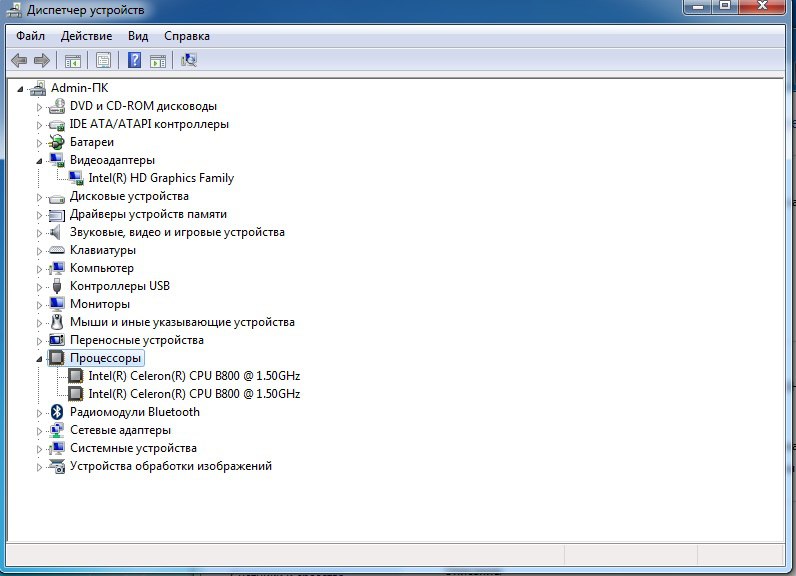 Диспетчер устройств
Файл Действие Вид Справка
Admin-ПК
DVD и CD-ROM дисководы
IDE ATA/ATAPI контроллеры
Батареи
Видеоадаптеры
Intel(R) HD Graphics Family
Дисковые устройства
Драйверы устройств памяти
Звуковые, видео и игровые устройства
Клавиатуры
Компьютер
Контроллеры USB
Мониторы
Мыши и иные указывающие устройства
Переносные устройства
Процессоры
Intel(R) Celeron(R) CPU B800 @ 1.50GHz
Intel(R) Celeron(R) CPU B800 @ 1.50GHz
Радиомодули Bluetooth
Сетевые адаптеры
Системные устройства
Устройства обработки изображений